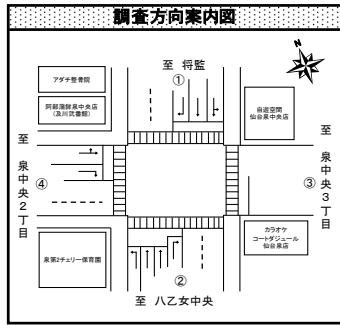 調査方向案内図
N
至 将監
①
アダチ整骨院
阿部蒲鉾泉中央店
(及川武書館)
自遊空間
仙台泉中央店
至 泉中央2丁目
④
③
至 泉中央3丁目
泉第2チェリー保育園
カラオケ
コートダジュール
仙台泉店
②
至 八乙女中央